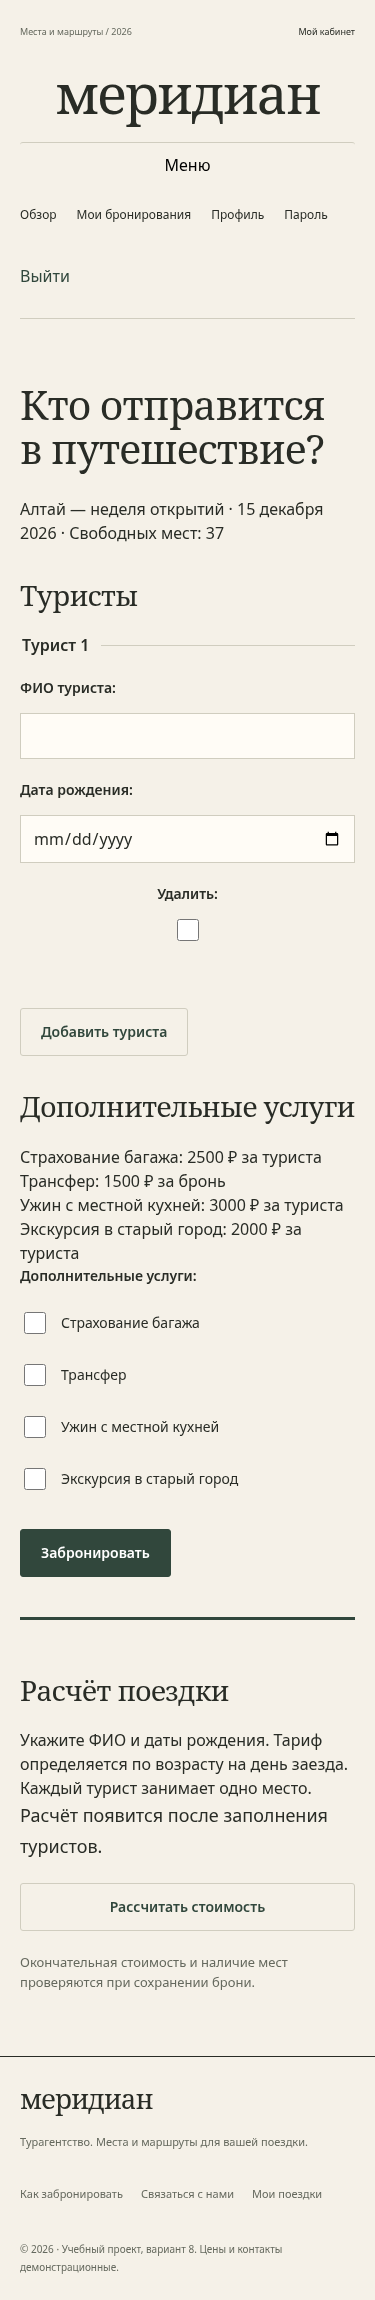 Места и маршруты / 2026
Мой кабинет
меридиан
Меню
Обзор Мои бронирования Профиль Пароль
Выйти
Кто отправится
в путешествие?
Алтай — неделя открытий · 15 декабря
2026 · Свободных мест: 37
Туристы
Турист 1
ФИО туриста:
Дата рождения:
mm/dd/yyyy
Удалить:
Добавить туриста
Дополнительные услуги
Страхование багажа: 2500 ₽ за туриста
Трансфер: 1500 ₽ за бронь
Ужин с местной кухней: 3000 ₽ за туриста
Экскурсия в старый город: 2000 ₽ за
туриста
Дополнительные услуги:
Страхование багажа
Трансфер
Ужин с местной кухней
Экскурсия в старый город
Забронировать
Расчёт поездки
Укажите ФИО и даты рождения. Тариф
определяется по возрасту на день заезда.
Каждый турист занимает одно место.
Расчёт появится после заполнения
туристов.
Рассчитать стоимость
Окончательная стоимость и наличие мест
проверяются при сохранении брони.
меридиан
Турагентство. Места и маршруты для вашей поездки.
Как забронировать Связаться с нами Мои поездки
© 2026 · Учебный проект, вариант 8. Цены и контакты
демонстрационные.